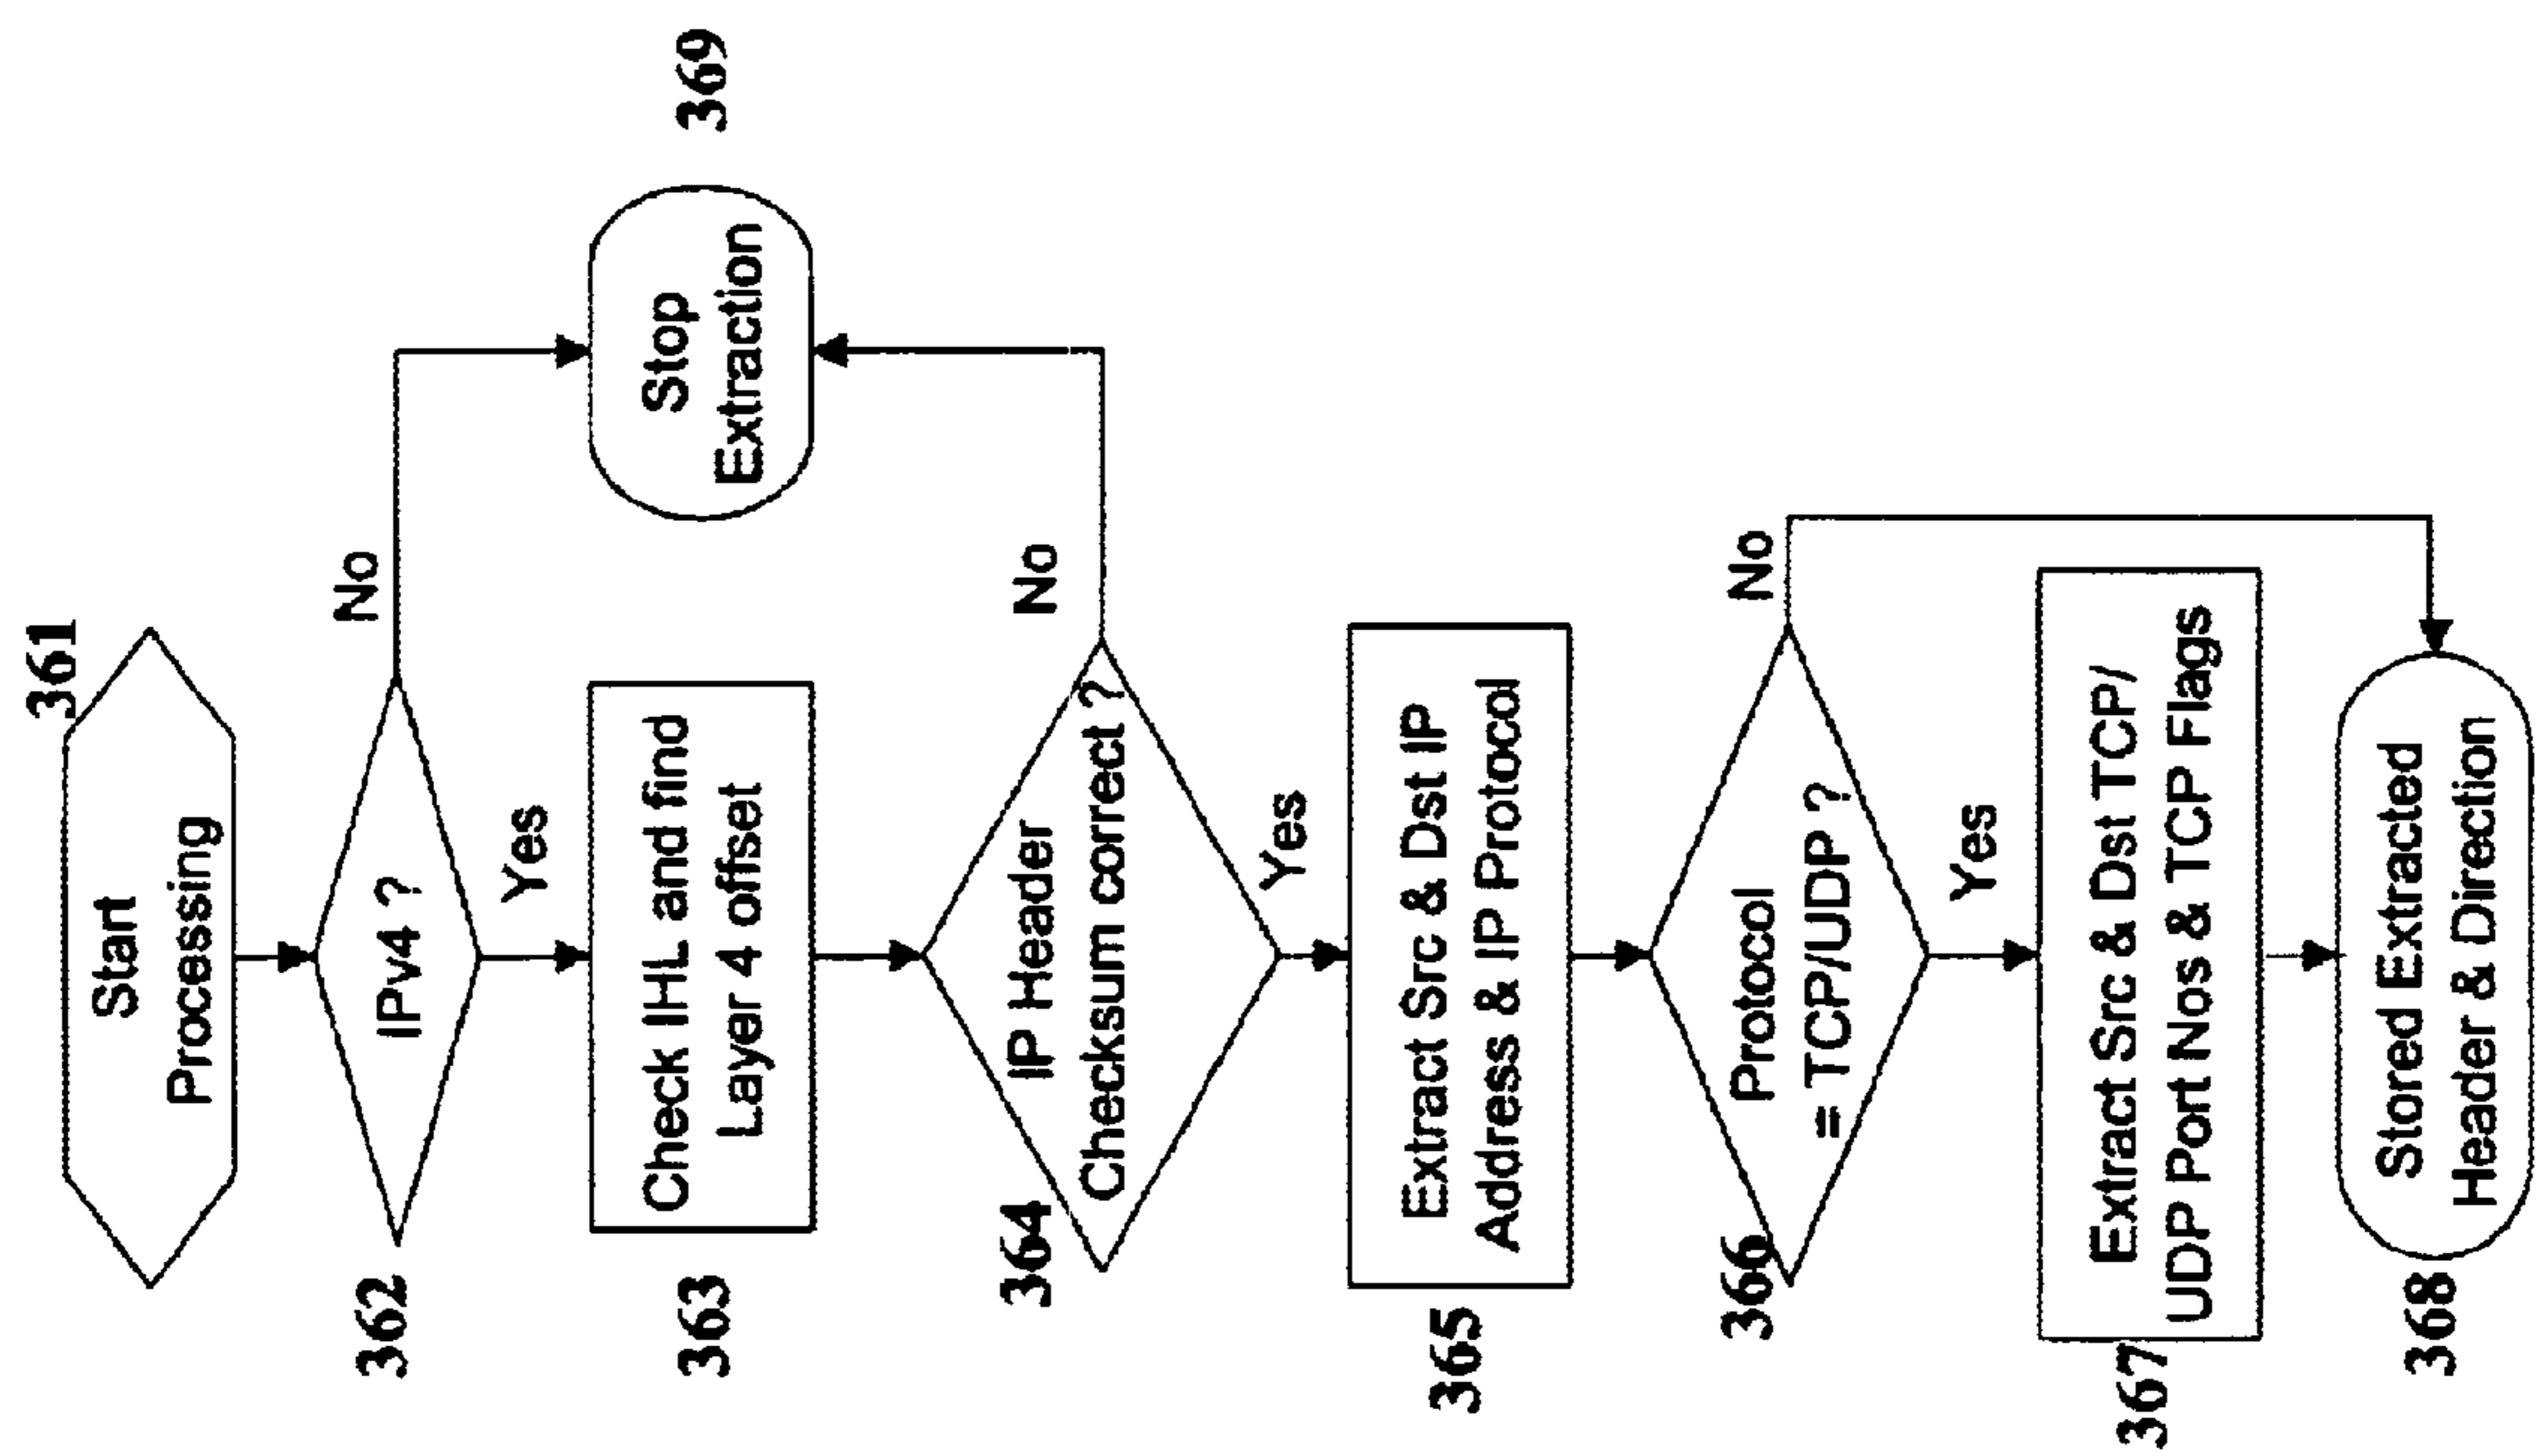 361
Start
Processing
362
IPv4 ?
No
Yes
363
Check IHL and find
Layer 4 offset
Stop
Extraction
369
364
IP Header
Checksum correct ?
No
Yes
365
Extract Src & Dst IP
Address & IP Protocol
366
Protocol
= TCP/UDP ?
No
Yes
367
Extract Src & Dst TCP/
UDP Port Nos & TCP Flags
368
Stored Extracted
Header & Direction